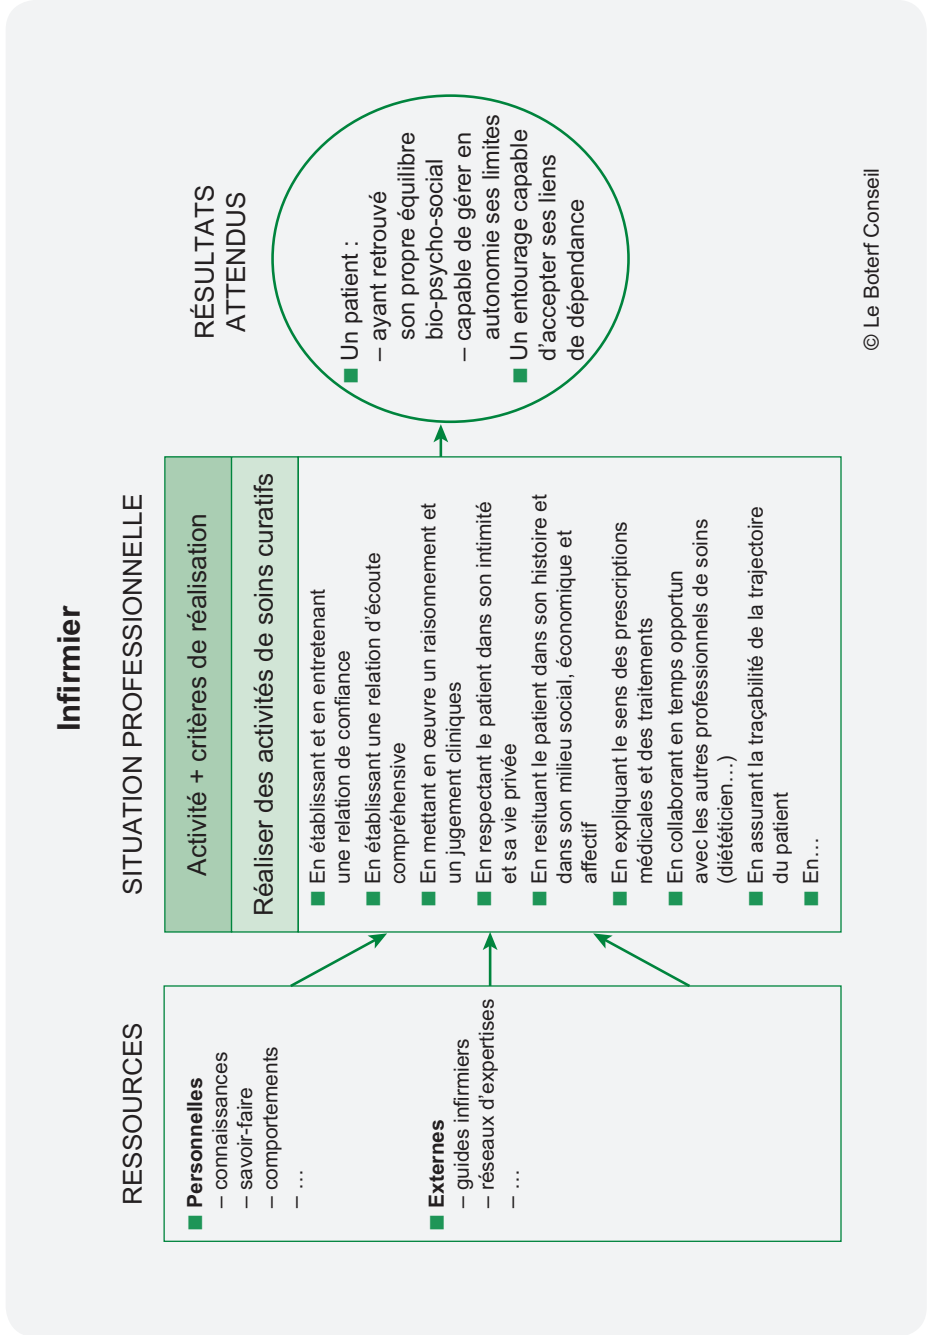 Infirmier
RESSOURCES
■ Personnelles
– connaissances
– savoir-faire
– comportements
– …
■ Externes
– guides infirmiers
– réseaux d'expertises
– …
SITUATION PROFESSIONNELLE
Activité + critères de réalisation
Réaliser des activités de soins curatifs
■ En établissant et en entretenant
une relation de confiance
■ En établissant une relation d'écoute
compréhensive
■ En mettant en œuvre un raisonnement et
un jugement cliniques
■ En respectant le patient dans son intimité
et sa vie privée
■ En resituant le patient dans son histoire et
dans son milieu social, économique et
affectif
■ En expliquant le sens des prescriptions
médicales et des traitements
■ En collaborant en temps opportun
avec les autres professionnels de soins
(diététicien…)
■ En assurant la traçabilité de la trajectoire
du patient
■ En…
RÉSULTATS
ATTENDUS
■ Un patient :
– ayant retrouvé
son propre équilibre
bio-psycho-social
– capable de gérer en
autonomie ses limites
■ Un entourage capable
d'accepter ses liens
de dépendance
© Le Boterf Conseil